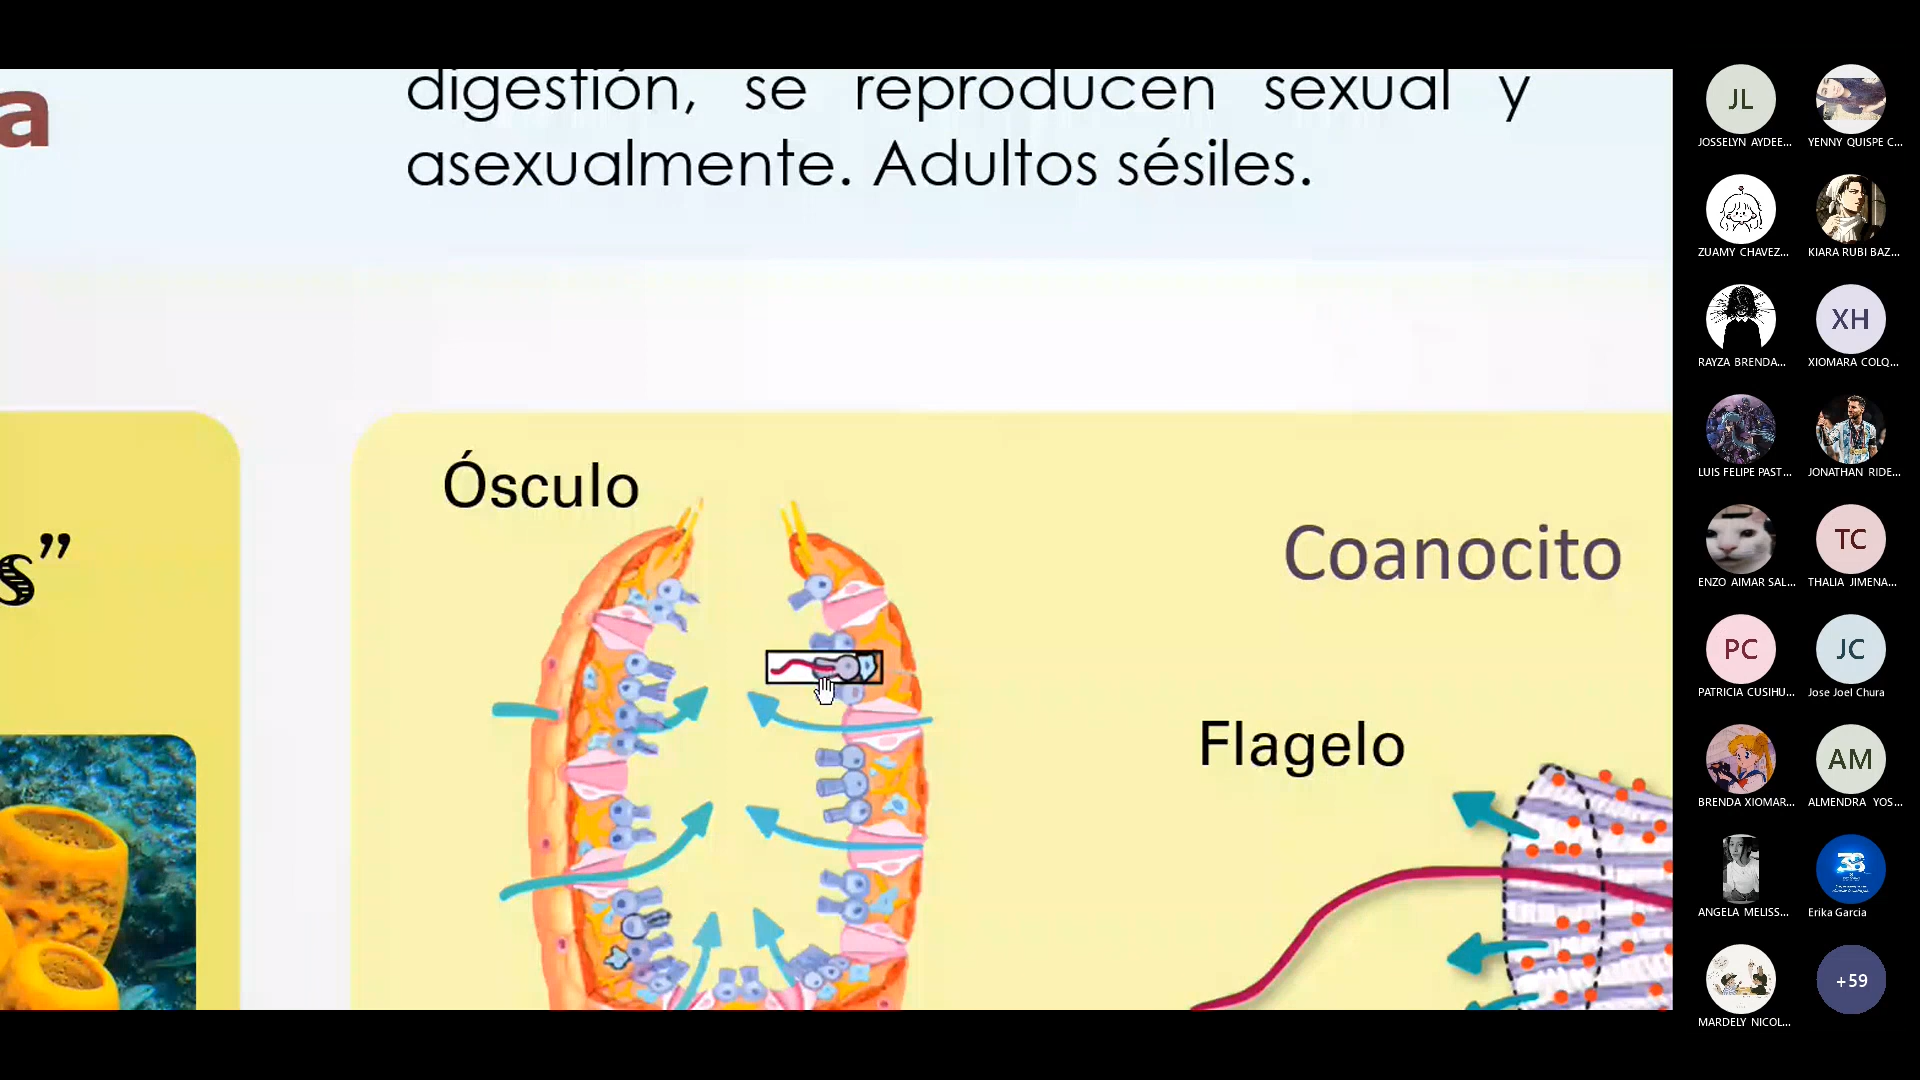 a
digestión, se reproducen sexual y
asexualmente. Adultos sésiles.
s”
Ósculo
Coanocito
Flagelo
JL
JOSSELYN AYDEE...
YENNY QUISPE C...
ZUAMY CHAVEZ...
KIARA RUBI BAZ...
RAYZA BRENDA...
XH
XIOMARA COLQ...
LUIS FELIPE PAST...
JONATHAN RIDE...
ENZO AIMAR SAL...
TC
THALIA JIMENA...
PC
PATRICIA CUSIHU...
JC
Jose Joel Chura
BRENDA XIOMAR...
AM
ALMENDRA YOS...
ANGELA MELISS...
Erika Garcia
MARDELY NICOL...
+59